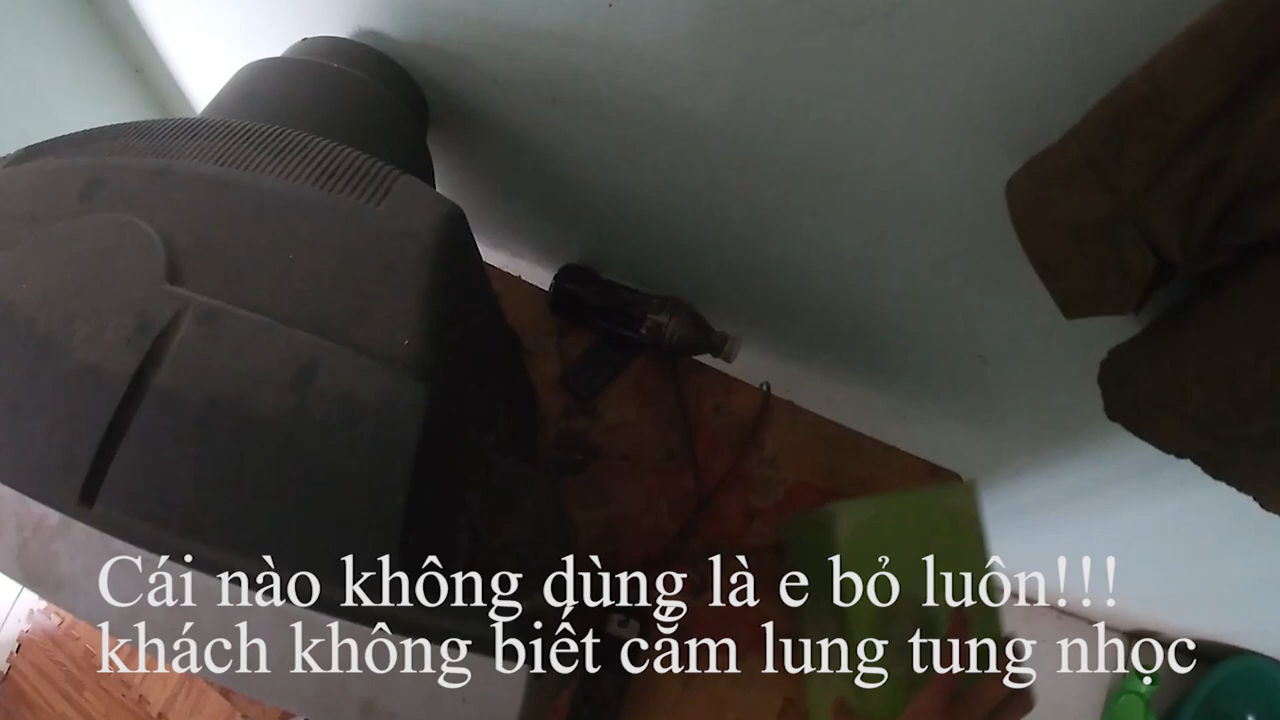 Cái nào không dùng là e bỏ luôn!!!
khách không biết cắm lung tung nhọc